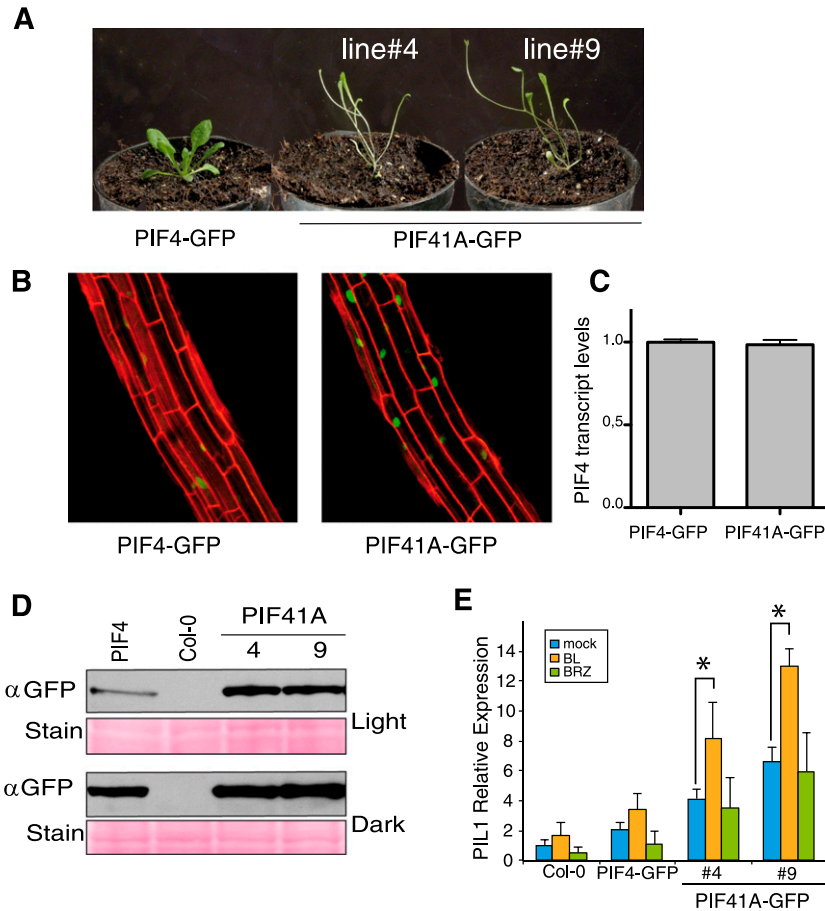 A
line#4
line#9
PIF4-GFP
PIF41A-GFP
B
PIF4-GFP
PIF41A-GFP
C
PIF4 transcript levels
1.0
0.5
0.0
PIF4-GFP
PIF41A-GFP
D
PIF4
Col-0
PIF41A
4
9
αGFP
Stain
Light
αGFP
Stain
Dark
E
PIL1 Relative Expression
14
12
10
8
6
4
2
0
mock
BL
BRZ
*
*
Col-0
PIF4-GFP
#4
#9
PIF41A-GFP